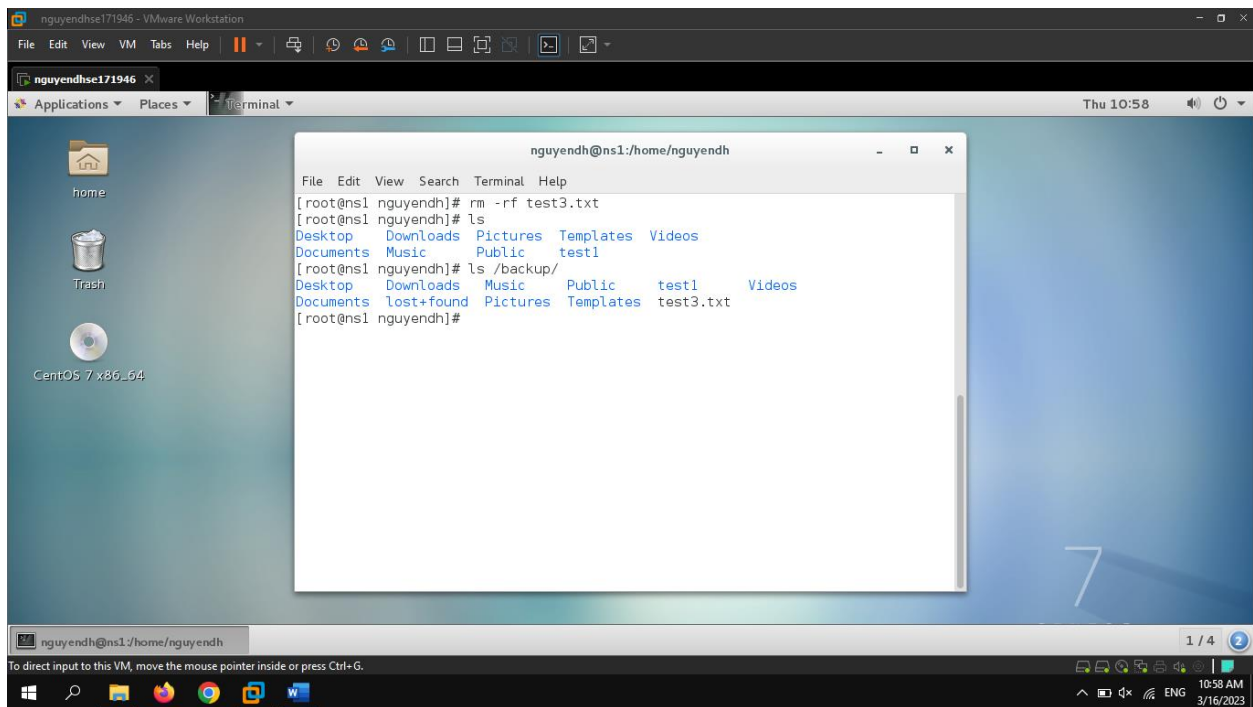 nguyendhse171946 - VMware Workstation
File Edit View VM Tabs Help
nguyendhse171946
Applications Places Terminal Thu 10:58
home
Trash
CentOS 7 x86_64
nguyendh@ns1:/home/nguyendh
File Edit View Search Terminal Help
[root@ns1 nguyendh]# rm -rf test3.txt
[root@ns1 nguyendh]# ls
Desktop Downloads Pictures Templates Videos
Documents Music Public test1
[root@ns1 nguyendh]# ls /backup/
Desktop Downloads Music Public test1 Videos
Documents lost+found Pictures Templates test3.txt
[root@ns1 nguyendh]#
7
nguyendh@ns1:/home/nguyendh 1 / 4 2
To direct input to this VM, move the mouse pointer inside or press Ctrl+G.
ENG 10:58 AM
3/16/2023